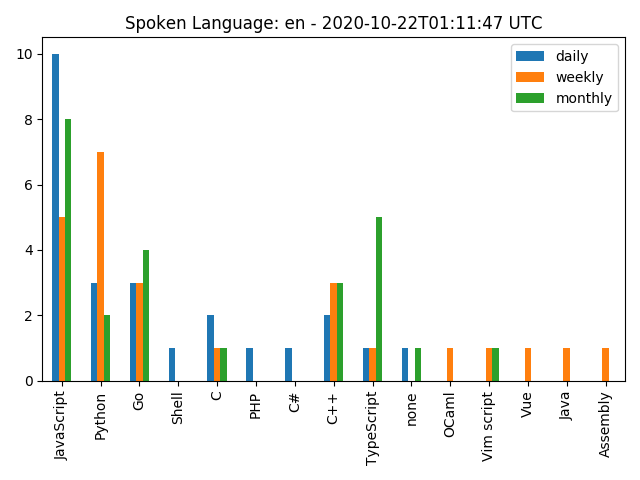 Spoken Language: en - 2020-10-22T01:11:47 UTC
daily
weekly
monthly
10
8
6
4
2
0
JavaScript
Python
Go
Shell
C
PHP
C#
C++
TypeScript
none
OCaml
Vim script
Vue
Java
Assembly